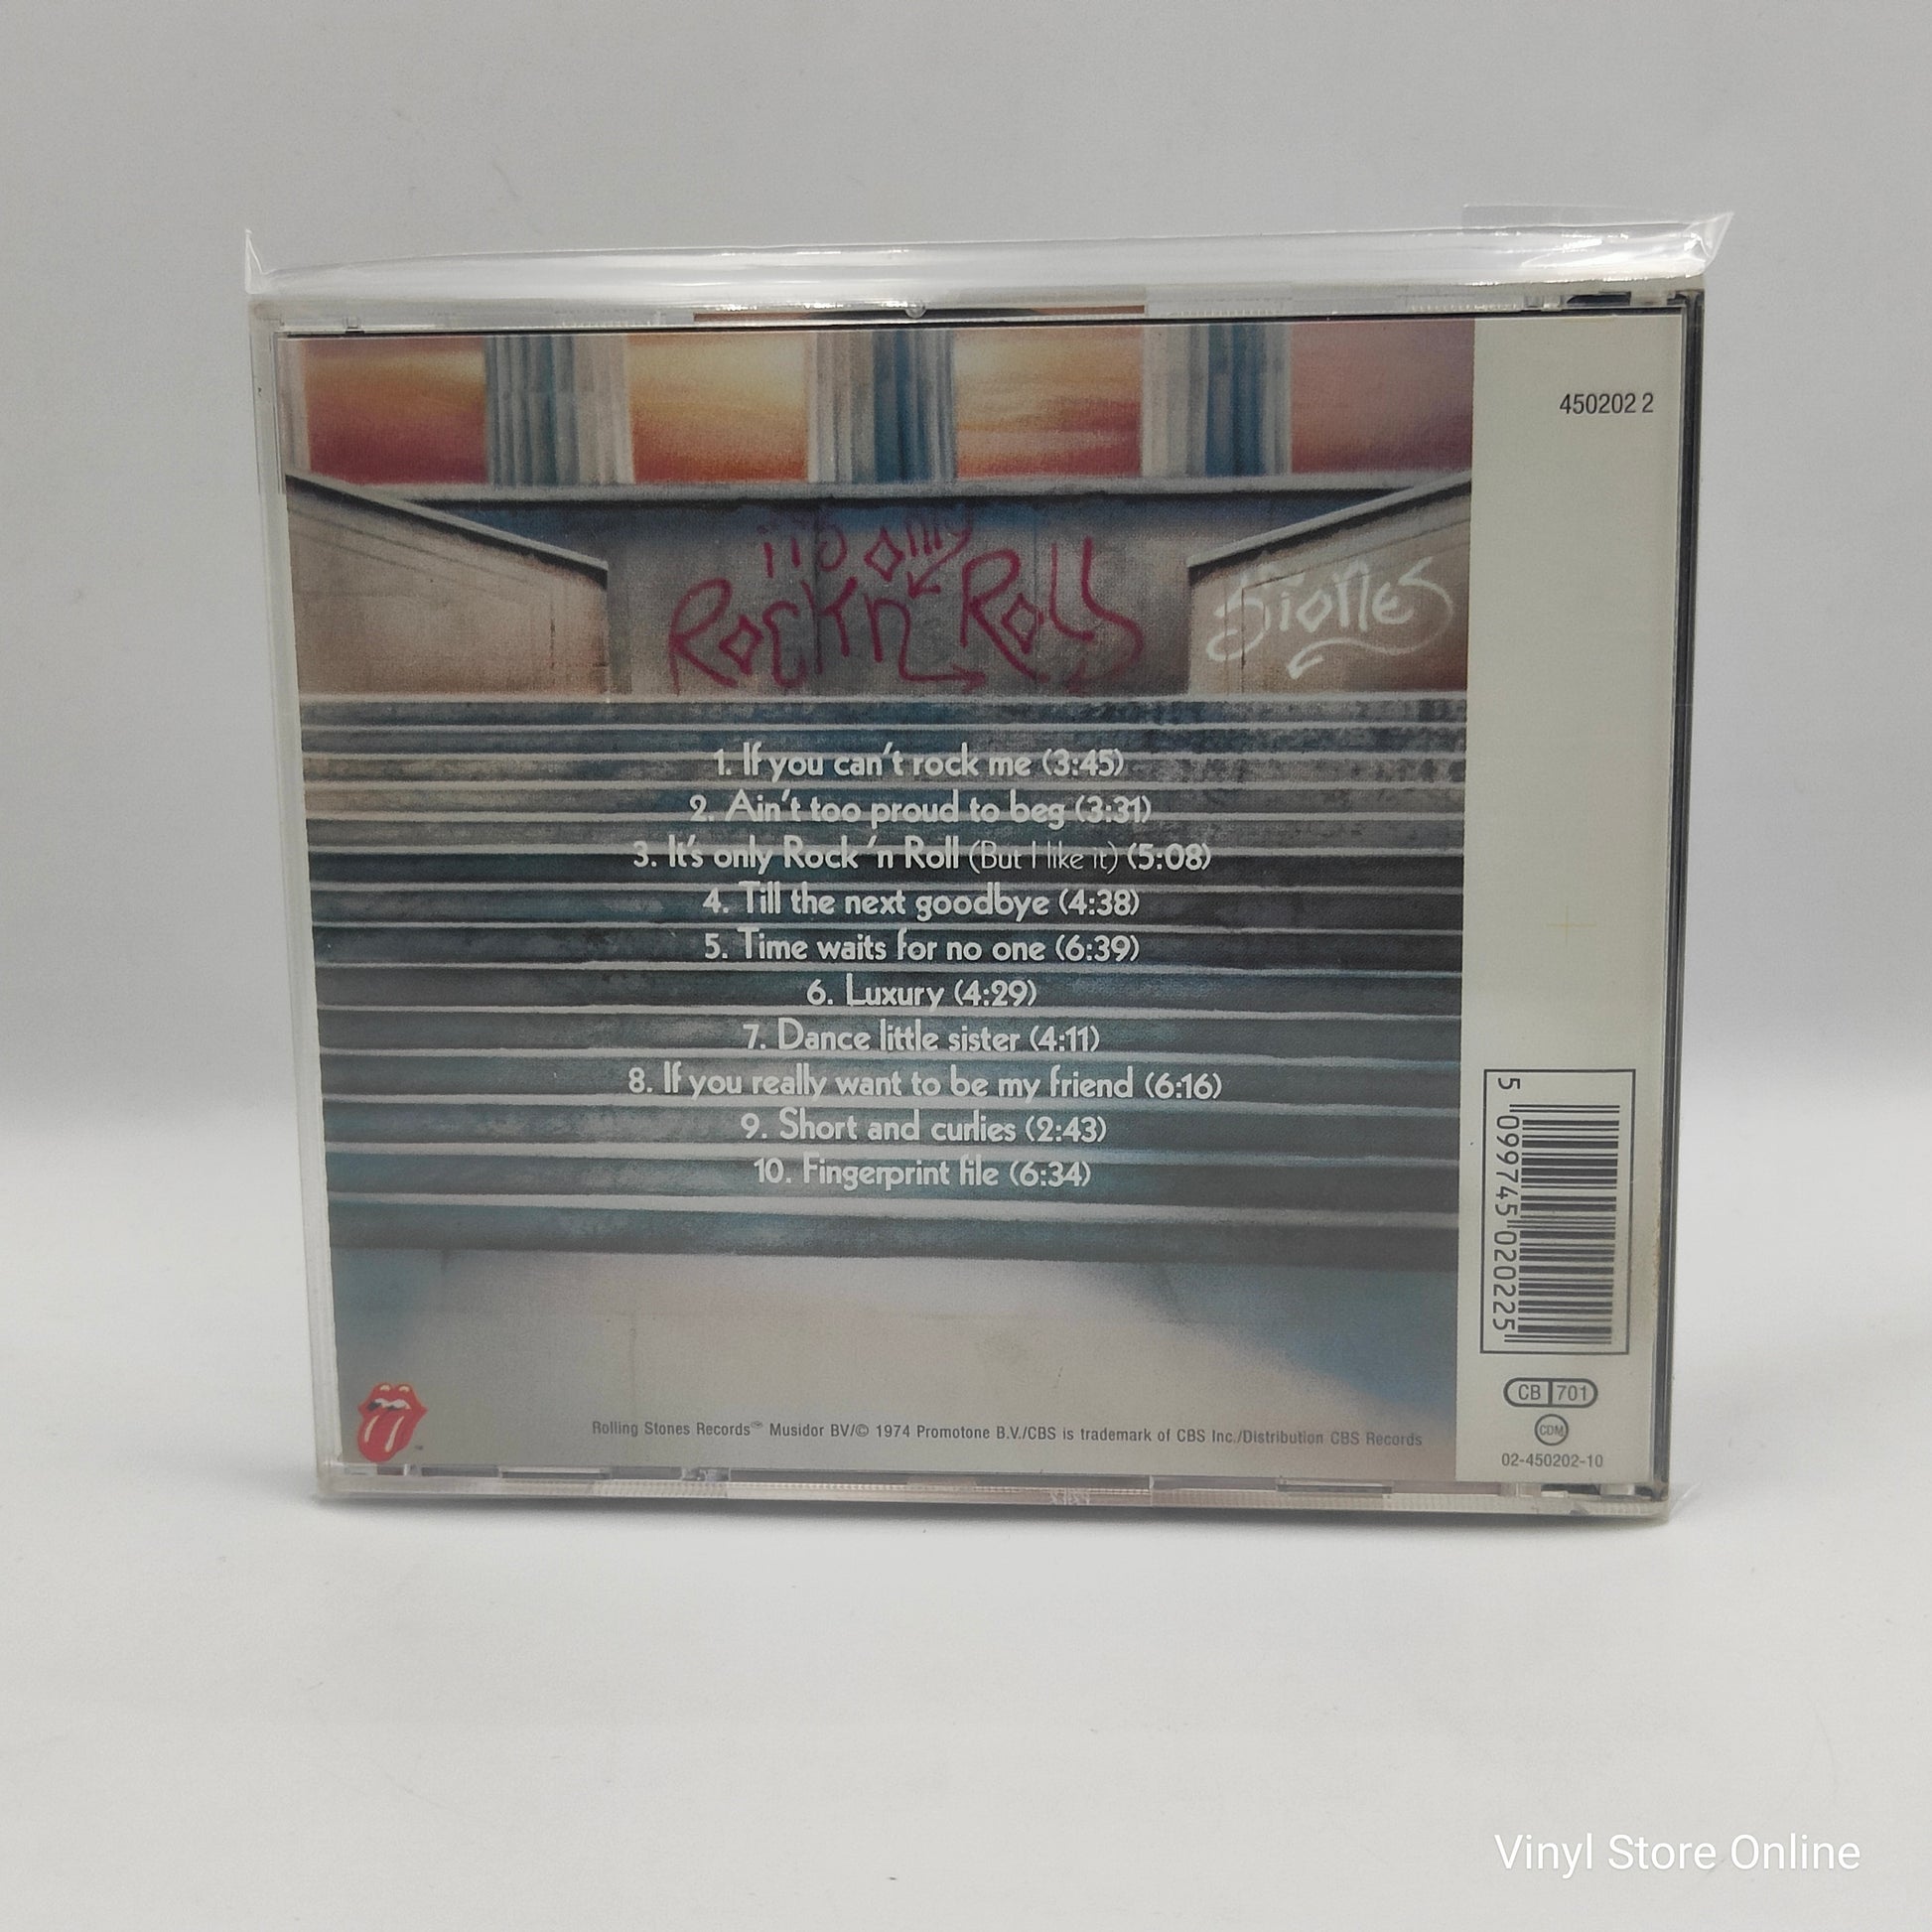 450202 2
it's only
Rock'n Roll
Stones
1. If you can't rock me (3:45)
2. Ain't too proud to beg (3:31)
3. It's only Rock 'n Roll (But I like it) (5:08)
4. Till the next goodbye (4:38)
5. Time waits for no one (6:39)
6. Luxury (4:29)
7. Dance little sister (4:11)
8. If you really want to be my friend (6:16)
9. Short and curlies (2:43)
10. Fingerprint file (6:34)
5 099745 020225
CB 701
CDM
02-450202-10
Rolling Stones Records™ Musidor BV/© 1974 Promotone B.V./CBS is trademark of CBS Inc./Distribution CBS Records
Vinyl Store Online